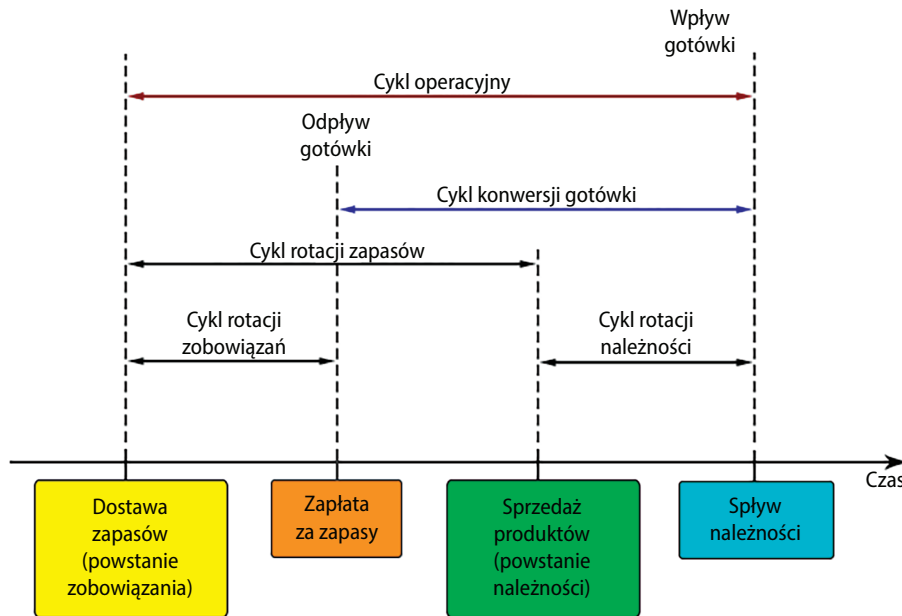 Wpływ
gotówki
Cykl operacyjny
Odpływ
gotówki
Cykl konwersji gotówki
Cykl rotacji zapasów
Cykl rotacji
zobowiązań
Cykl rotacji
należności
Czas
Dostawa
zapasów
(powstanie
zobowiązania)
Zapłata
za zapasy
Sprzedaż
produktów
(powstanie
należności)
Spływ
należności